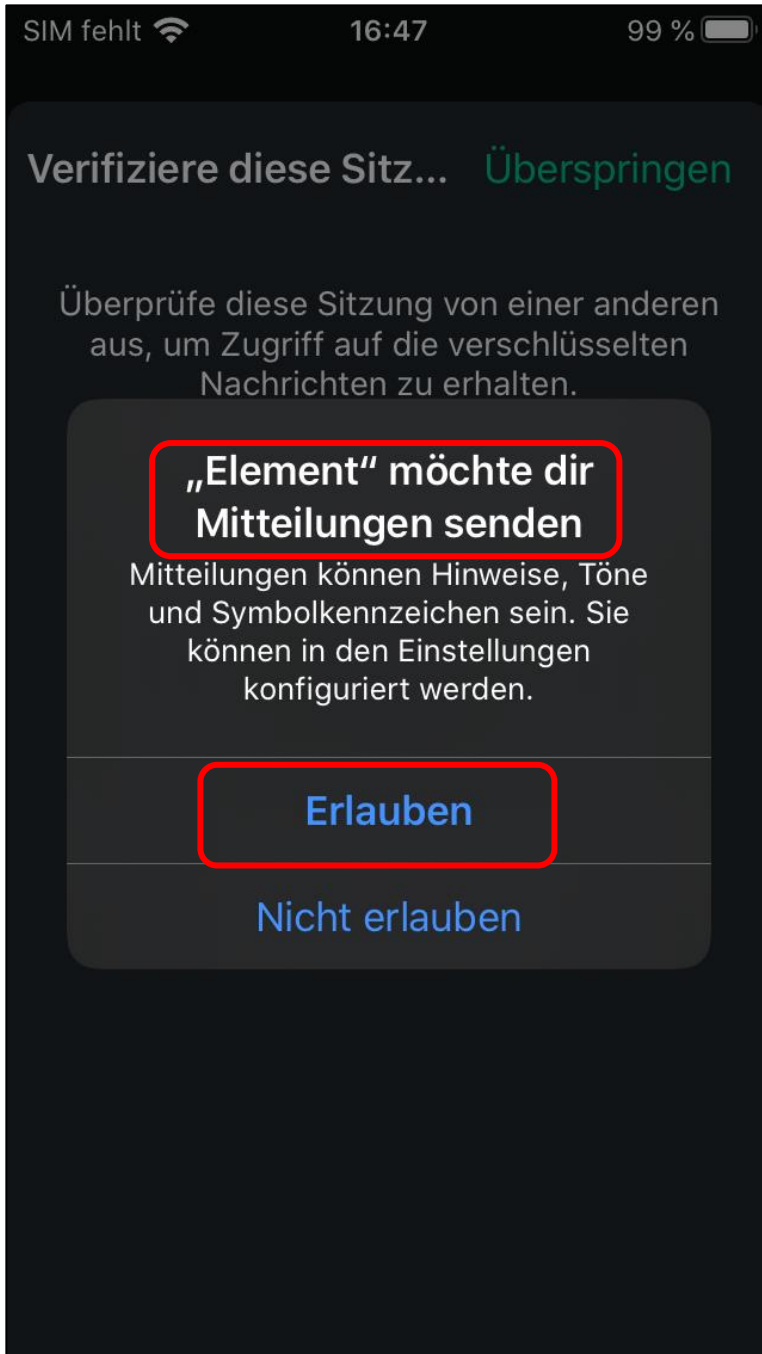 SIM fehlt 16:47 99 %
Verifiziere diese Sitz... Überspringen
Überprüfe diese Sitzung von einer anderen
aus, um Zugriff auf die verschlüsselten
Nachrichten zu erhalten.
„Element" möchte dir
Mitteilungen senden
Mitteilungen können Hinweise, Töne
und Symbolkennzeichen sein. Sie
können in den Einstellungen
konfiguriert werden.
Erlauben
Nicht erlauben